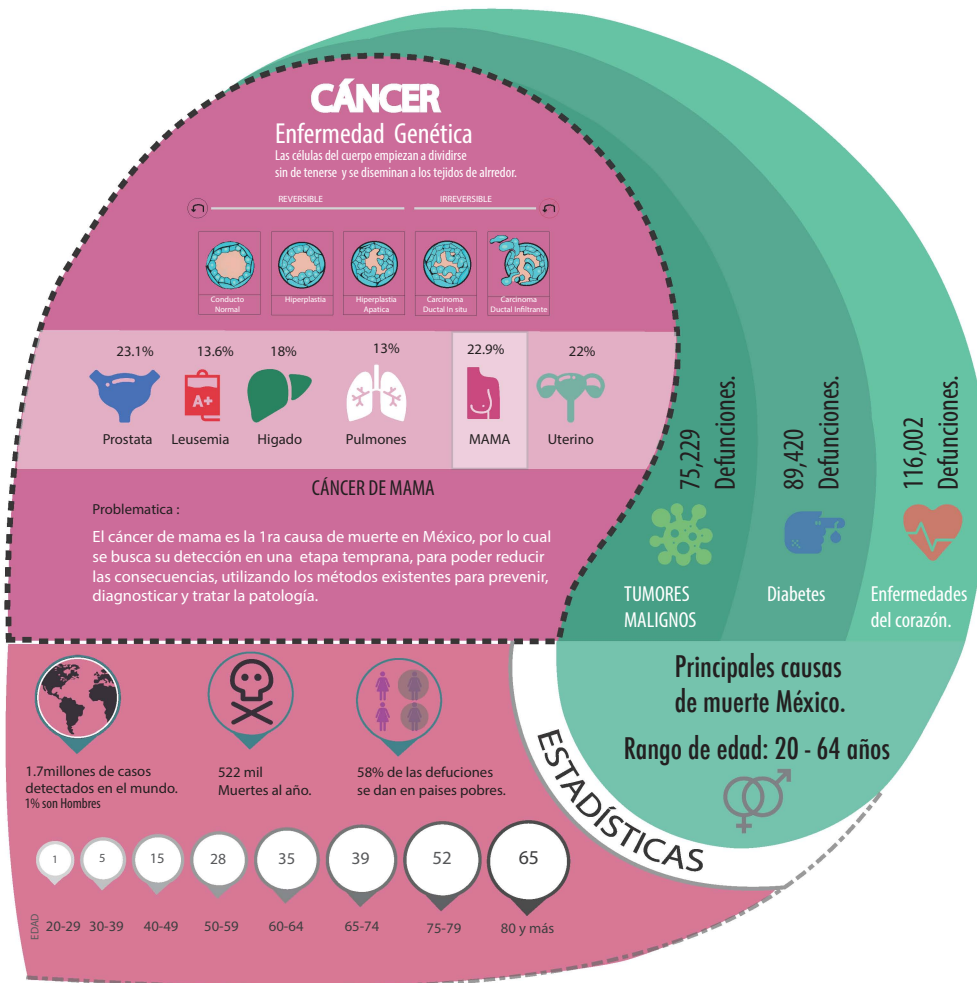 CÁNCER
Enfermedad Genética
Las células del cuerpo empiezan a dividirse
sin de tenerse y se diseminan a los tejidos de alrredor.
REVERSIBLE
IRREVERSIBLE
Conducto
Normal
Hiperplastia
Hiperplastia
Apatica
Carcinoma
Ductal In situ
Carcinoma
Ductal Infiltrante
23.1%
13.6%
18%
13%
22.9%
22%
A+
Prostata
Leusemia
Higado
Pulmones
MAMA
Uterino
CÁNCER DE MAMA
Problematica :
El cáncer de mama es la 1ra causa de muerte en México, por lo cual
se busca su detección en una etapa temprana, para poder reducir
las consecuencias, utilizando los métodos existentes para prevenir,
diagnosticar y tratar la patología.
75,229
Defunciones.
TUMORES
MALIGNOS
89,420
Defunciones.
Diabetes
116,002
Defunciones.
Enfermedades
del corazón.
Principales causas
de muerte México.
Rango de edad: 20 - 64 años
ESTADÍSTICAS
1.7millones de casos
detectados en el mundo.
1% son Hombres
522 mil
Muertes al año.
58% de las defuciones
se dan en paises pobres.
1
5
15
28
35
39
52
65
EDAD
20-29
30-39
40-49
50-59
60-64
65-74
75-79
80 y más